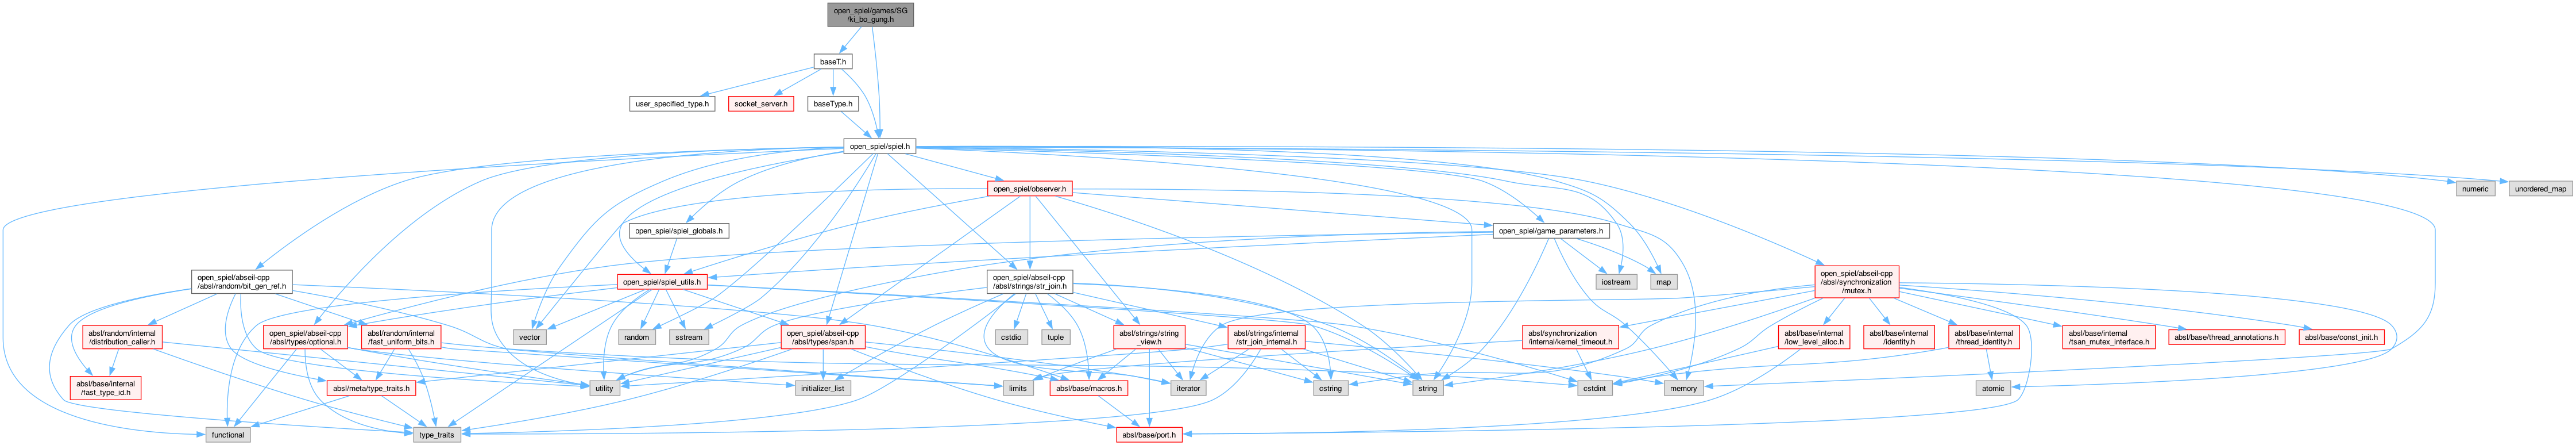 open_spiel/games/SG
/ki_bo_gung.h
baseT.h
user_specified_type.h
socket_server.h
baseType.h
open_spiel/spiel.h
open_spiel/observer.h
numeric
unordered_map
open_spiel/spiel_globals.h
open_spiel/game_parameters.h
open_spiel/abseil-cpp
/absl/random/bit_gen_ref.h
open_spiel/spiel_utils.h
open_spiel/abseil-cpp
/absl/strings/str_join.h
iostream
map
open_spiel/abseil-cpp
/absl/synchronization
/mutex.h
absl/random/internal
/distribution_caller.h
open_spiel/abseil-cpp
/absl/types/optional.h
absl/random/internal
/fast_uniform_bits.h
vector
random
sstream
open_spiel/abseil-cpp
/absl/types/span.h
cstdio
tuple
absl/strings/string
_view.h
absl/strings/internal
/str_join_internal.h
absl/synchronization
/internal/kernel_timeout.h
absl/base/internal
/low_level_alloc.h
absl/base/internal
/identity.h
absl/base/internal
/thread_identity.h
absl/base/internal
/tsan_mutex_interface.h
absl/base/thread_annotations.h
absl/base/const_init.h
absl/base/internal
/fast_type_id.h
absl/meta/type_traits.h
utility
initializer_list
limits
absl/base/macros.h
iterator
cstring
string
cstdint
memory
atomic
functional
type_traits
absl/base/port.h